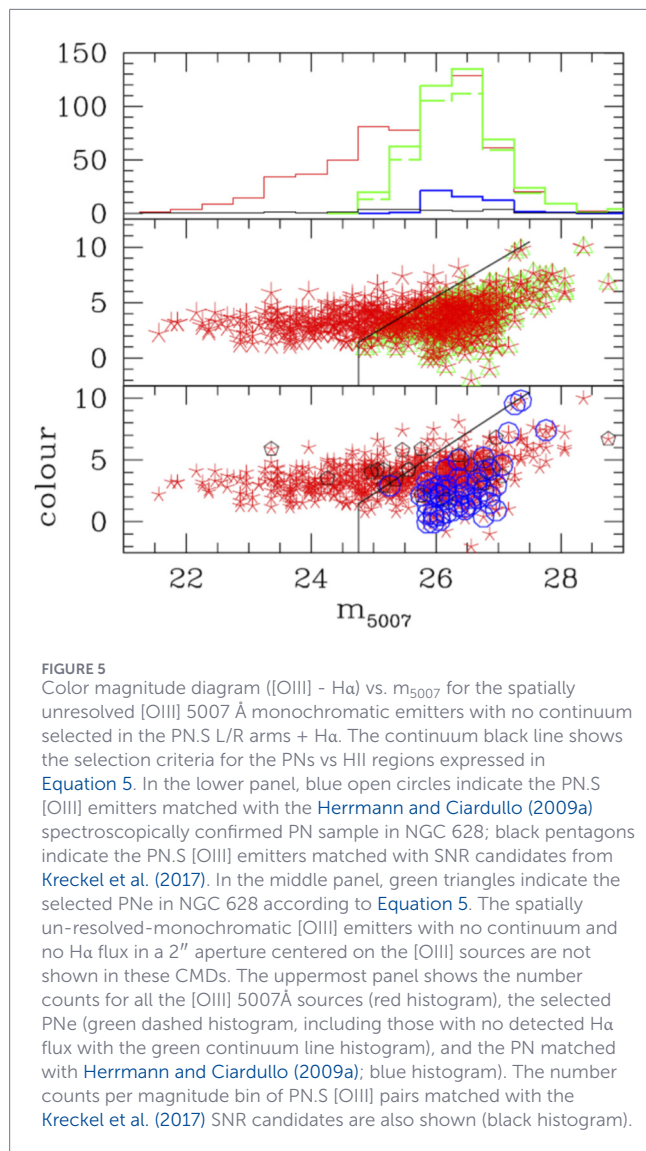 150
100
50
0
10
5
0
10
5
0
colour
22 24 26 28
m5007
FIGURE 5
Color magnitude diagram ([OIII] - Hα) vs. m5007 for the spatially
unresolved [OIII] 5007 Å monochromatic emitters with no continuum
selected in the PN.S L/R arms + Hα. The continuum black line shows
the selection criteria for the PNs vs HII regions expressed in
Equation 5. In the lower panel, blue open circles indicate the PN.S
[OIII] emitters matched with the Herrmann and Ciardullo (2009a)
spectroscopically confirmed PN sample in NGC 628; black pentagons
indicate the PN.S [OIII] emitters matched with SNR candidates from
Kreckel et al. (2017). In the middle panel, green triangles indicate the
selected PNe in NGC 628 according to Equation 5. The spatially
un-resolved-monochromatic [OIII] emitters with no continuum and
no Hα flux in a 2″ aperture centered on the [OIII] sources are not
shown in these CMDs. The uppermost panel shows the number
counts for all the [OIII] 5007Å sources (red histogram), the selected
PNe (green dashed histogram, including those with no detected Hα
flux with the green continuum line histogram), and the PN matched
with Herrmann and Ciardullo (2009a); blue histogram). The number
counts per magnitude bin of PN.S [OIII] pairs matched with the
Kreckel et al. (2017) SNR candidates are also shown (black histogram).